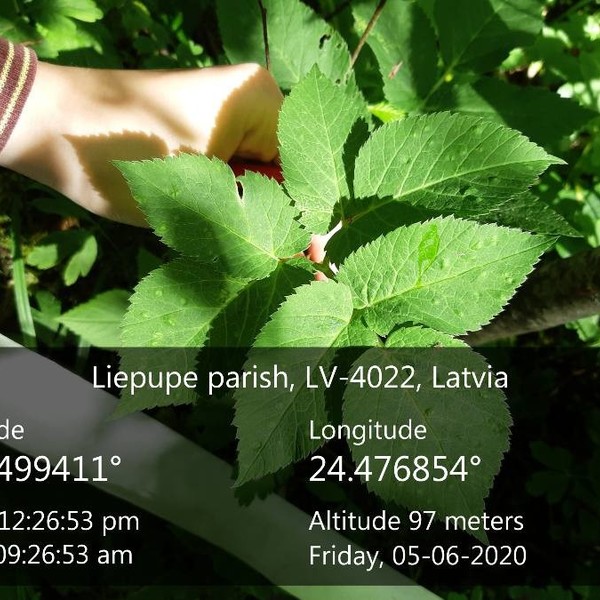 Liepupe parish, LV-4022, Latvia
de Longitude
499411° 24.476854°
12:26:53 pm Altitude 97 meters
09:26:53 am Friday, 05-06-2020